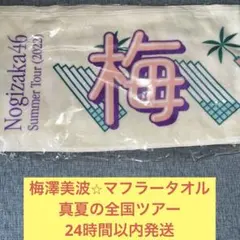 Nogizaka46
Summer Tour (2023)
梅
梅澤美波☆マフラータオル
真夏の全国ツアー
24時間以内発送